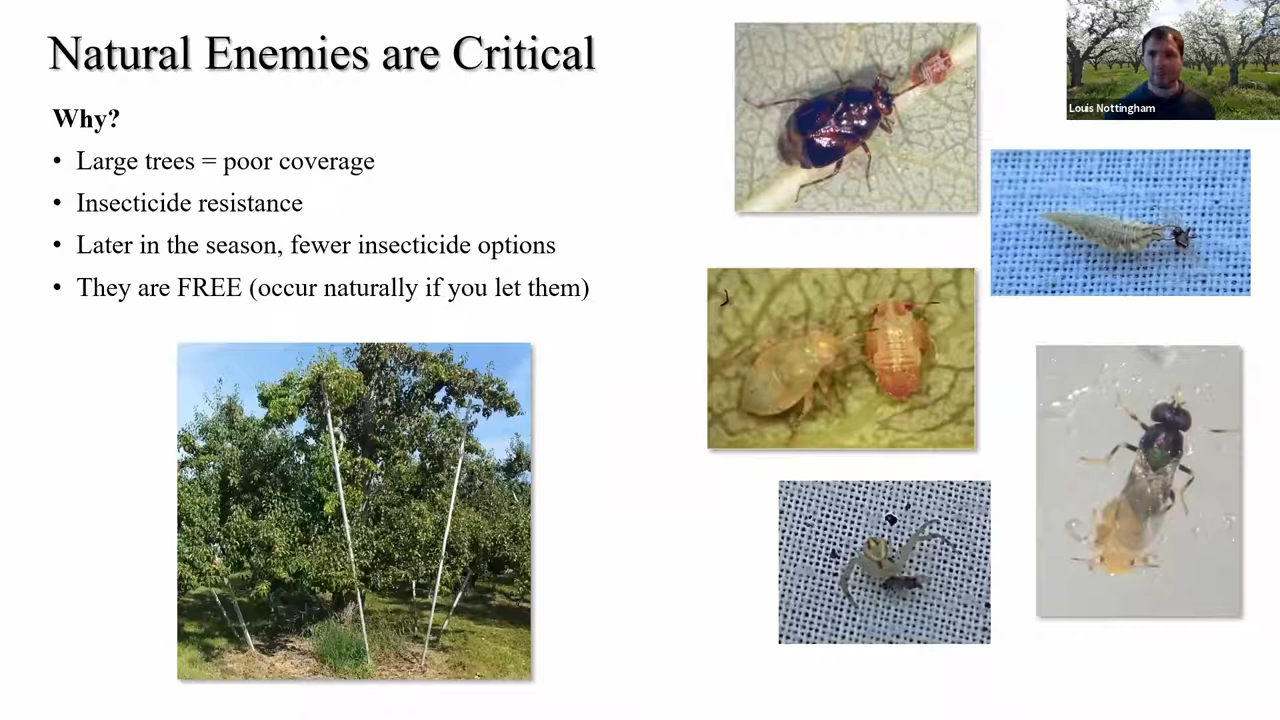 Natural Enemies are Critical
Why?
• Large trees = poor coverage
• Insecticide resistance
• Later in the season, fewer insecticide options
• They are FREE (occur naturally if you let them)
Louis Nottingham